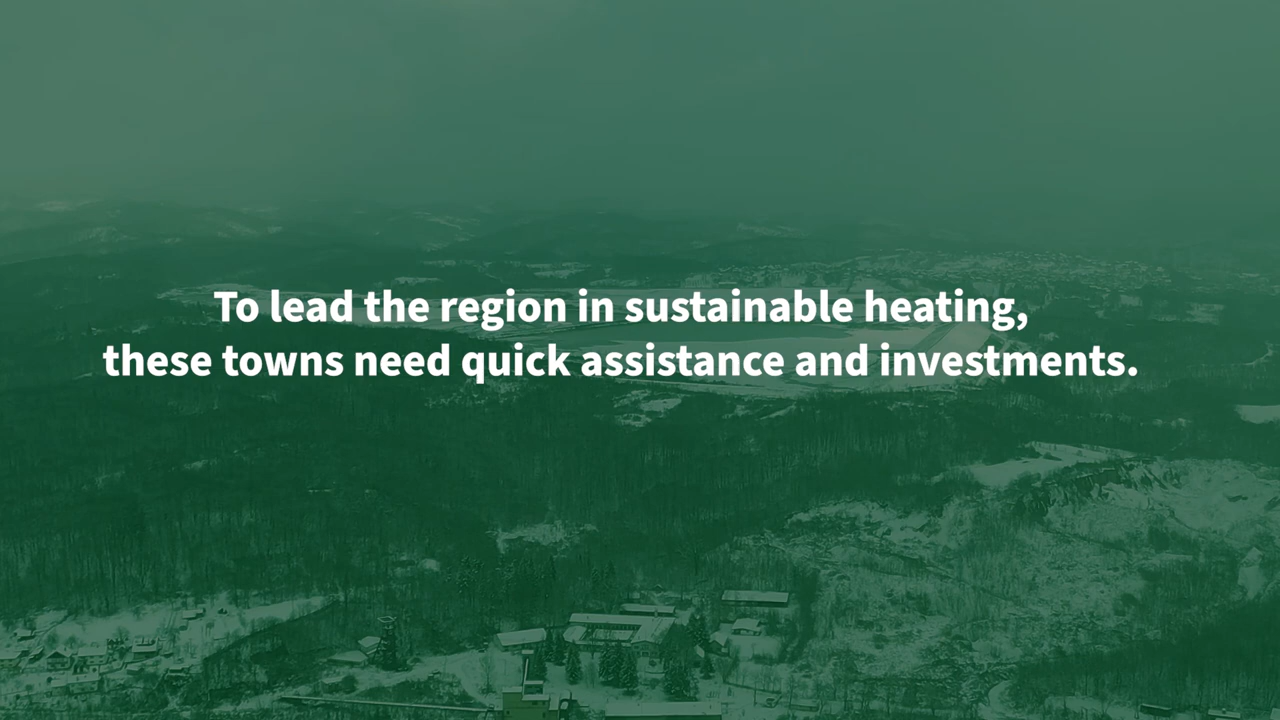 To lead the region in sustainable heating,
these towns need quick assistance and investments.